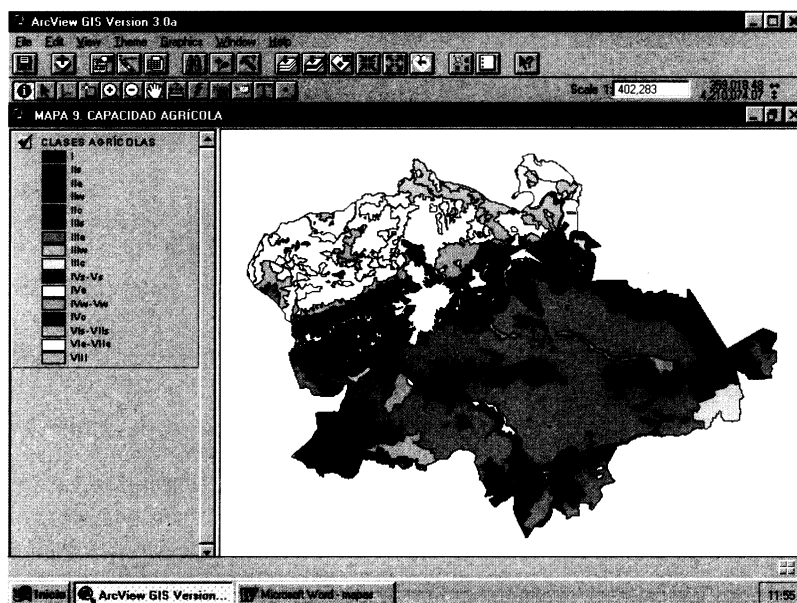 ArcView GIS Version 3.0a
File Edit View Theme Graphics Window Help
Scale 1: 402,283
MAPA 9. CAPACIDAD AGRÍCOLA
CLASES AGRÍCOLAS
I
IIs
IIe
IIw
IIc
IIIs
IIIe
IIIw
IIIc
IVs-Vs
IVe
IVw-Vw
IVc
VIs-VIIs
VIe-VIIe
VIII
Inicio ArcView GIS Version... Microsoft Word - mapas 11:55